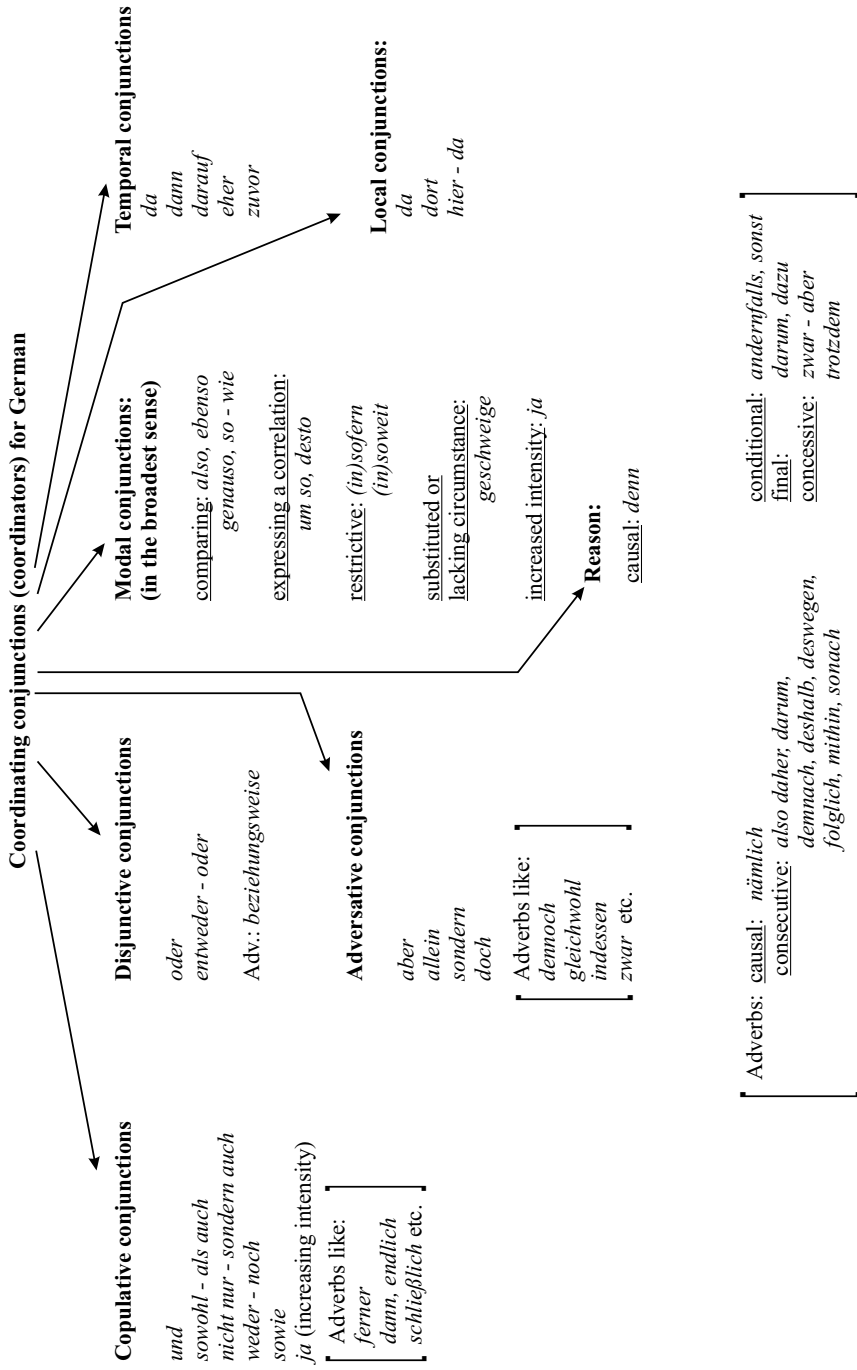 Coordinating conjunctions (coordinators) for German
Copulative conjunctions
und
sowohl - als auch
nicht nur - sondern auch
weder - noch
sowie
ja (increasing intensity)
Adverbs like:
ferner
dann, endlich
schließlich etc.
Disjunctive conjunctions
oder
entweder - oder
Adv.: beziehungsweise
Adversative conjunctions
aber
allein
sondern
doch
Adverbs like:
dennoch
gleichwohl
indessen
zwar etc.
Modal conjunctions:
(in the broadest sense)
comparing: also, ebenso
genauso, so - wie
expressing a correlation:
um so, desto
restrictive: (in)sofern
(in)soweit
substituted or
lacking circumstance:
geschweige
increased intensity: ja
Reason:
causal: denn
Temporal conjunctions
da
dann
darauf
eher
zuvor
Local conjunctions:
da
dort
hier - da
Adverbs: causal: nämlich
consecutive: also daher, darum,
demnach, deshalb, deswegen,
folglich, mithin, sonach
conditional: andernfalls, sonst
final: darum, dazu
concessive: zwar - aber
trotzdem